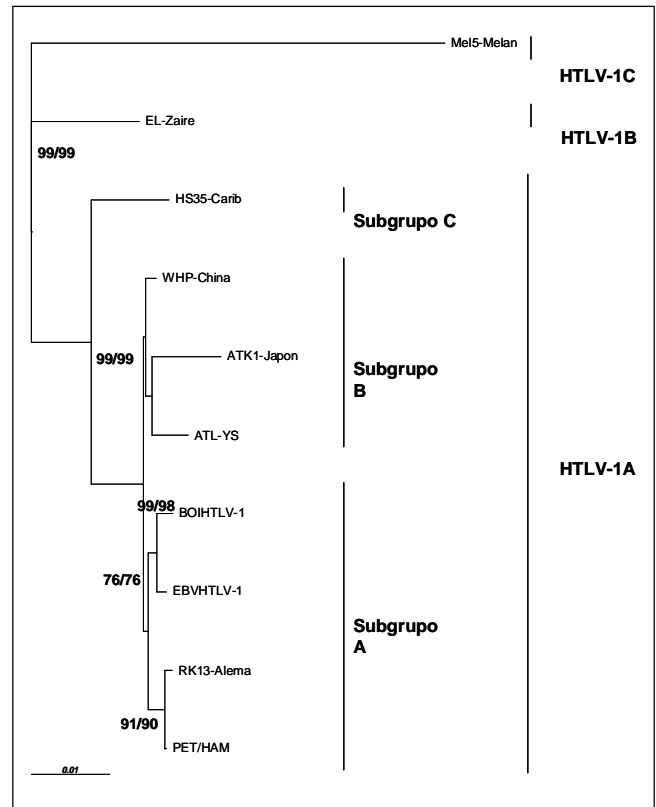 Mel5-Melan
HTLV-1C
EL-Zaire
HTLV-1B
99/99
HS35-Carib
Subgrupo C
WHP-China
99/99
ATK1-Japon
Subgrupo
B
ATL-YS
HTLV-1A
99/98
BOIHTLV-1
76/76
EBVHTLV-1
Subgrupo
A
RK13-Alema
91/90
PET/HAM
0.01